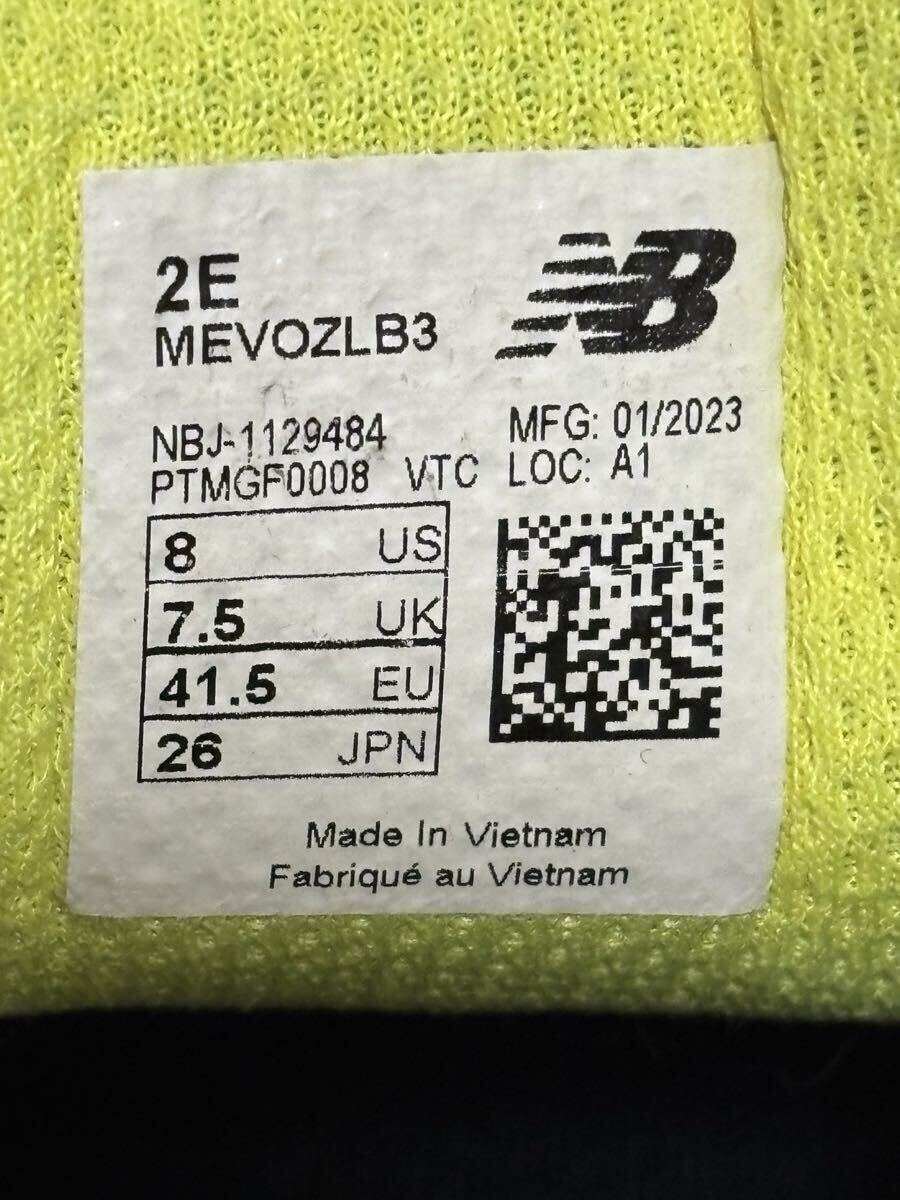 2E
NB
MEVOZLB3
NBJ-1129484
MFG: 01/2023
PTMGF0008 VTC LOC: A1
8 US
7.5 UK
41.5 EU
26 JPN
Made In Vietnam
Fabriqué au Vietnam